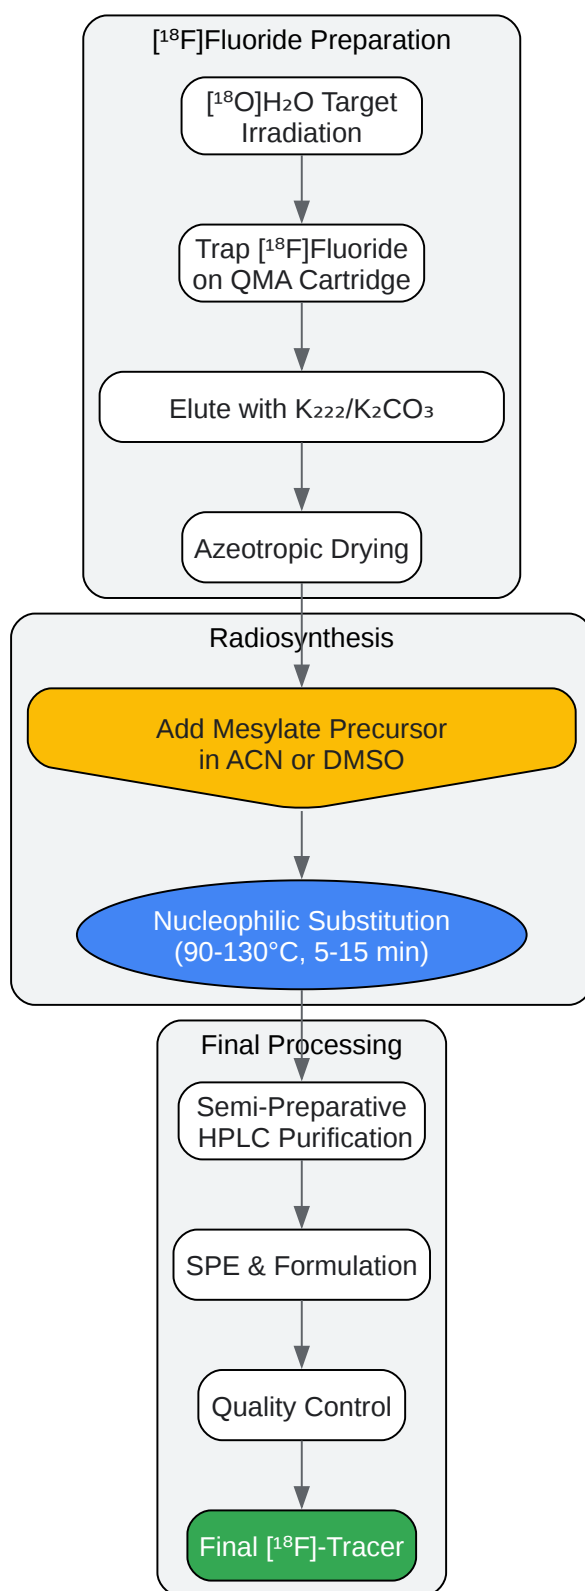 [¹⁸F]Fluoride Preparation
[¹⁸O]H₂O Target
Irradiation
Trap [¹⁸F]Fluoride
on QMA Cartridge
Elute with K₂₂₂/K₂CO₃
Azeotropic Drying
Radiosynthesis
Add Mesylate Precursor
in ACN or DMSO
Nucleophilic Substitution
(90-130°C, 5-15 min)
Final Processing
Semi-Preparative
HPLC Purification
SPE & Formulation
Quality Control
Final [¹⁸F]-Tracer